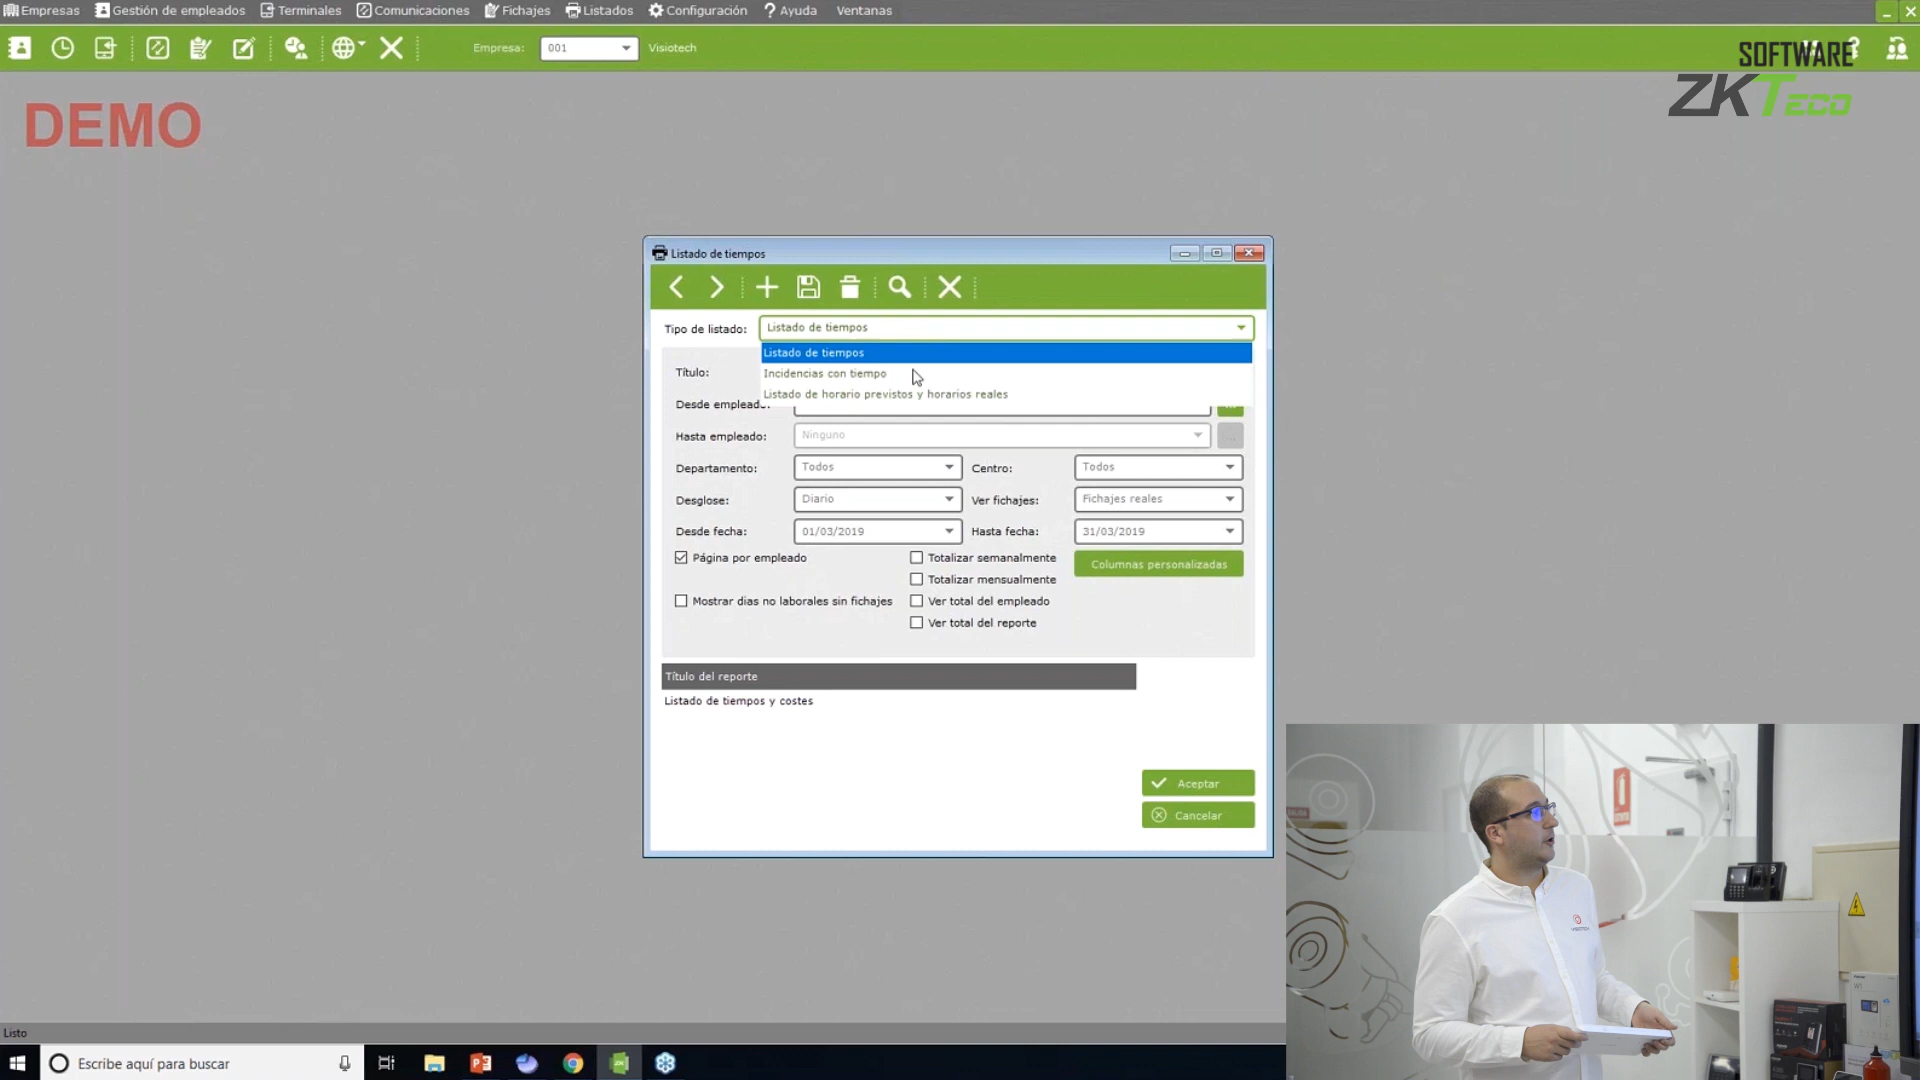 Empresas Gestión de empleados Terminales Comunicaciones Fichajes Listados Configuración Ayuda Ventanas
Empresa: 001 Visiotech
SOFTWARE
ZKTeco
DEMO
Listado de tiempos
Tipo de listado: Listado de tiempos
Listado de tiempos
Título: Incidencias con tiempo
Listado de horario previstos y horarios reales
Desde empleado:
Hasta empleado: Ninguno
Departamento: Todos Centro: Todos
Desglose: Diario Ver fichajes: Fichajes reales
Desde fecha: 01/03/2019 Hasta fecha: 31/03/2019
Página por empleado Totalizar semanalmente Columnas personalizadas
Totalizar mensualmente
Mostrar dias no laborales sin fichajes Ver total del empleado
Ver total del reporte
Título del reporte
Listado de tiempos y costes
Aceptar
Cancelar
Listo
Escribe aquí para buscar